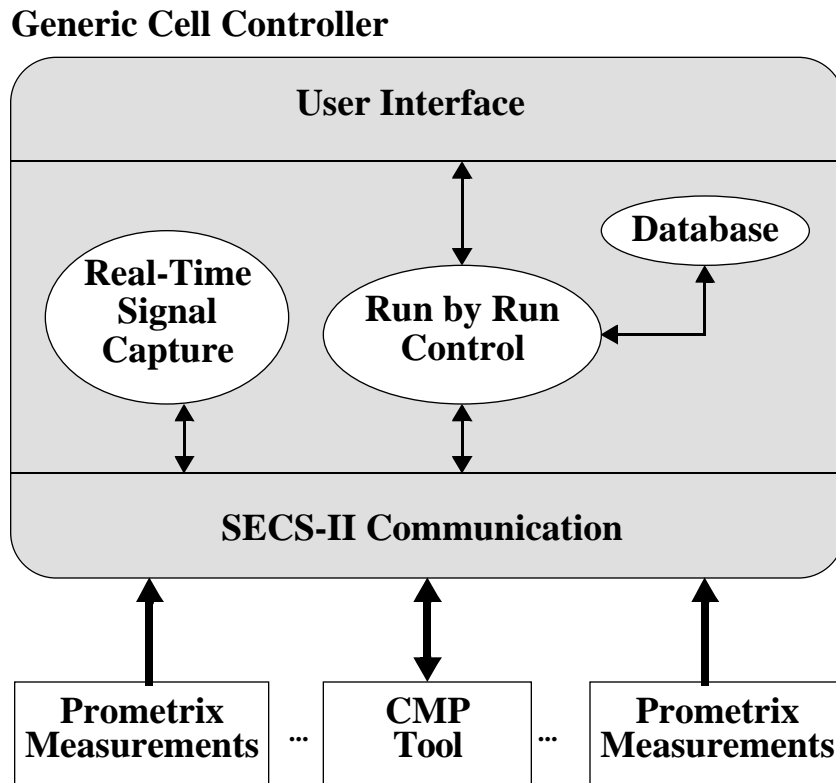 Generic Cell Controller
User Interface
Database
Real-Time
Signal
Capture
Run by Run
Control
SECS-II Communication
Prometrix
Measurements
...
CMP
Tool
...
Prometrix
Measurements